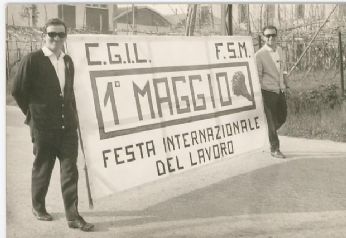 C.G.I.L. F.S.M.
1° MAGGIO
FESTA INTERNAZIONALE
DEL LAVORO